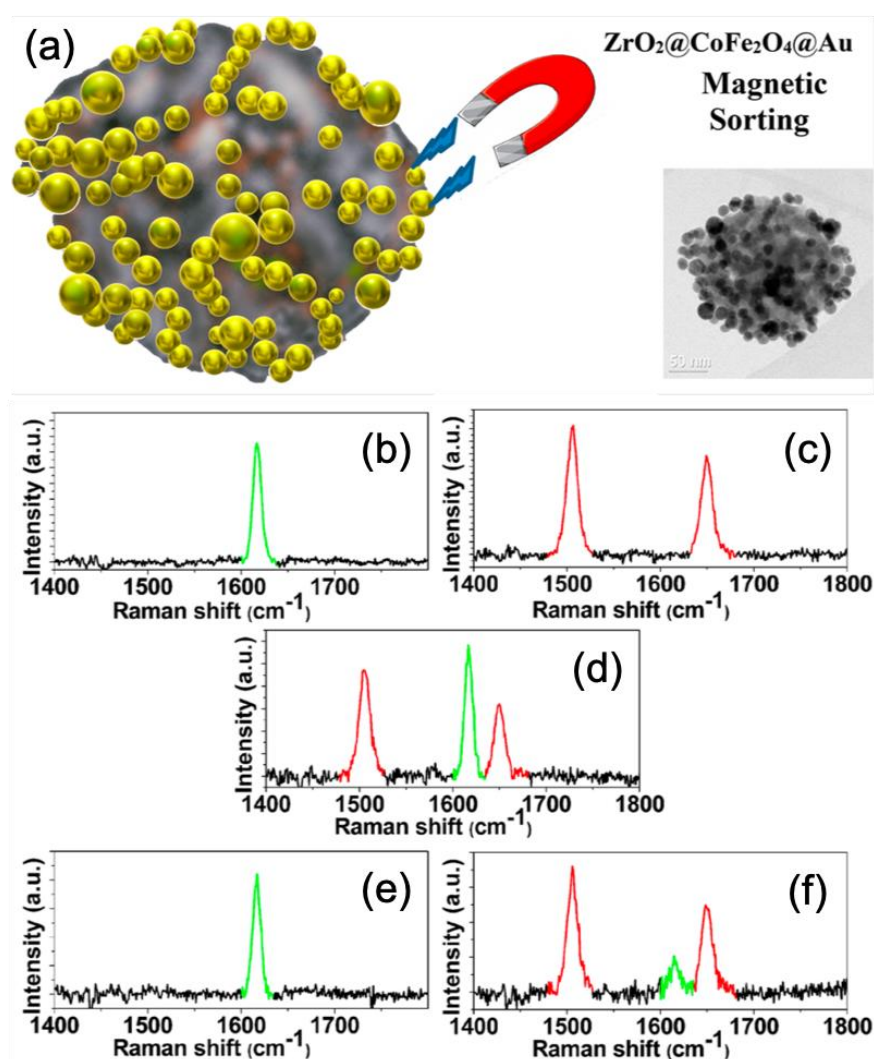 (a)
ZrO₂@CoFe₂O₄@Au
Magnetic
Sorting
50 nm
(b)
Intensity (a.u.)
1400 1500 1600 1700
Raman shift (cm⁻¹)
(c)
Intensity (a.u.)
1400 1500 1600 1700 1800
Raman shift (cm⁻¹)
(d)
Intensity (a.u.)
1400 1500 1600 1700 1800
Raman shift (cm⁻¹)
(e)
Intensity (a.u.)
1400 1500 1600 1700
Raman shift (cm⁻¹)
(f)
Intensity (a.u.)
1400 1500 1600 1700 1800
Raman shift (cm⁻¹)